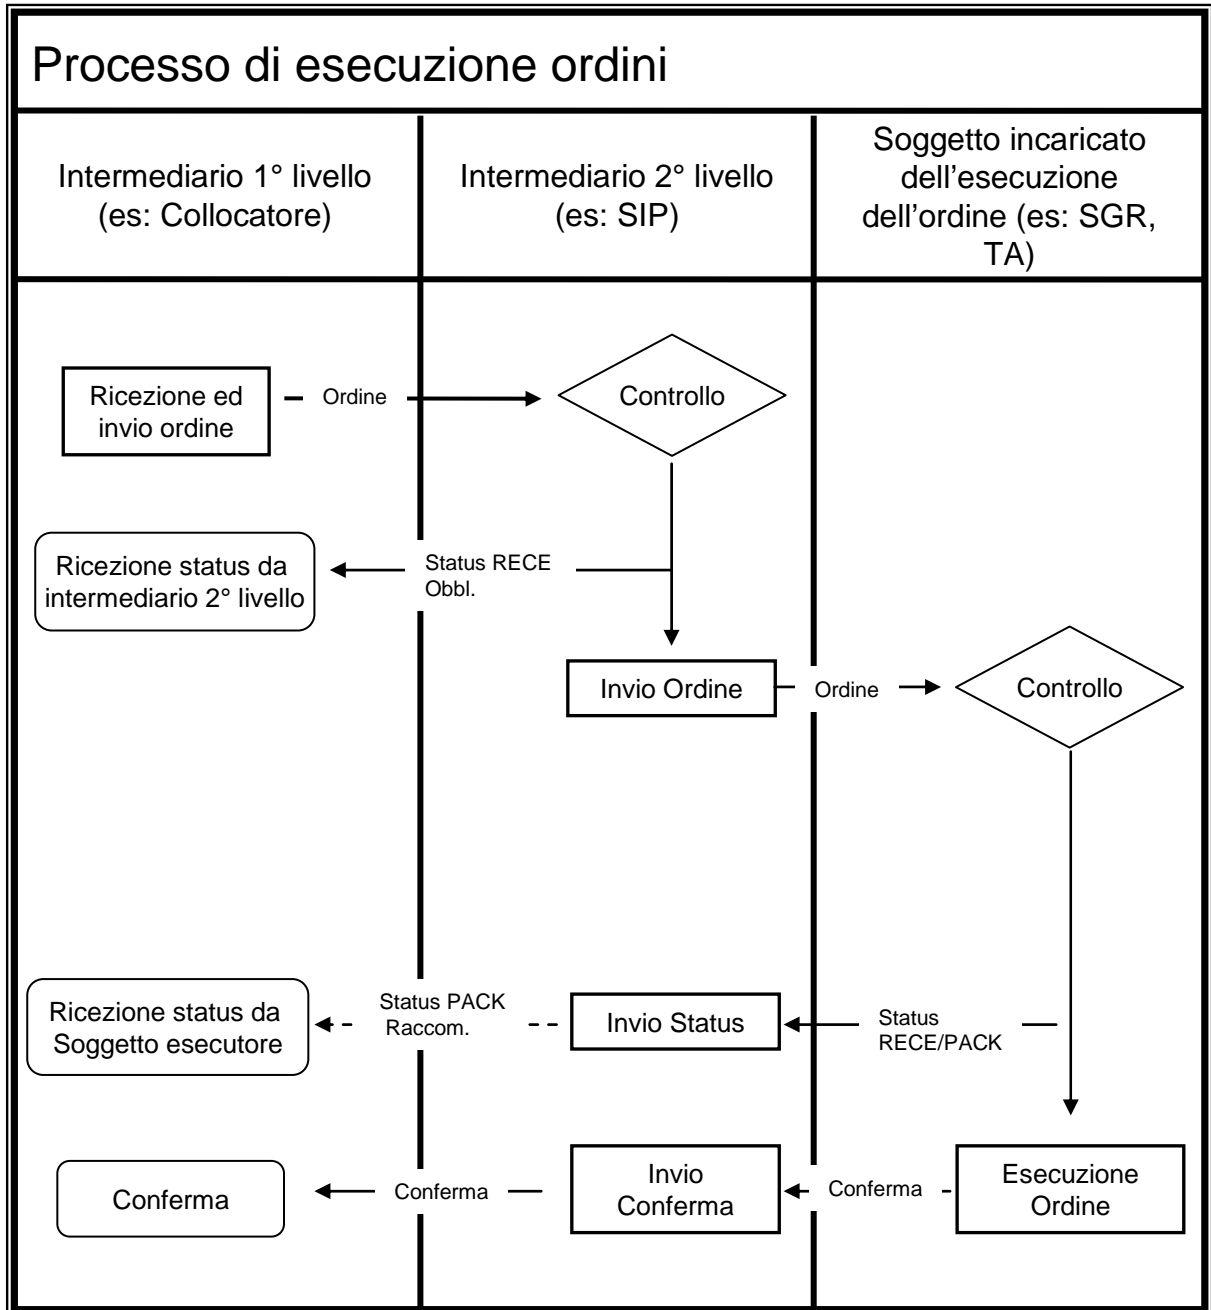 Processo di esecuzione ordini
Intermediario 1° livello
(es: Collocatore)
Intermediario 2° livello
(es: SIP)
Soggetto incaricato
dell’esecuzione
dell’ordine (es: SGR,
TA)
Ricezione ed
invio ordine
Ordine
Controllo
Ricezione status da
intermediario 2° livello
Status RECE
Obbl.
Invio Ordine
Ordine
Controllo
Ricezione status da
Soggetto esecutore
Status PACK
Raccom.
Invio Status
Status
RECE/PACK
Conferma
Conferma
Invio
Conferma
Conferma
Esecuzione
Ordine